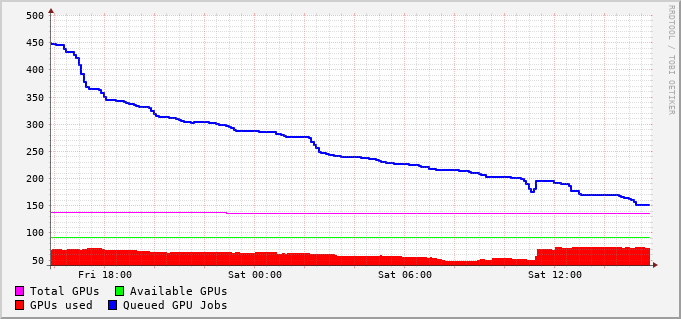 500
450
400
350
300
250
200
150
100
50
Fri 18:00 Sat 00:00 Sat 06:00 Sat 12:00
Total GPUs Available GPUs
GPUs used Queued GPU Jobs
RRDTOOL / TOBI OETIKER